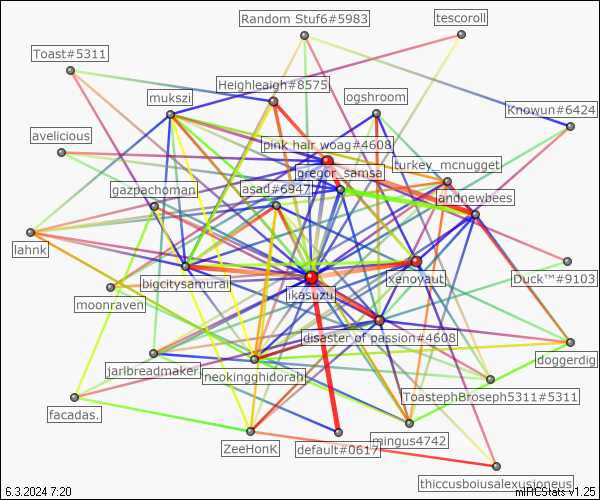 Random Stuf6#5983
tescoroll
Toast#5311
Heighleaigh#8575
mukszi
ogshroom
Knowun#6424
avelicious
pink hair woag#4608
turkey_mcnugget
gregor_samsa
gazpachoman
asad#6947
jandnewbees
lahnk
bigcitysamurai
xenoyaut
Duck™#9103
moonraven
ikasuzu
disaster of passion#4608
doggerdig
jarlbreadmaker
neokingghidorah
ToastephBroseph5311#5311
facadas.
ZeeHonK
default#0617
mingus4742
thiccusboiusalexusioneus
6.3.2024 7:20
mIRCStats v1.25